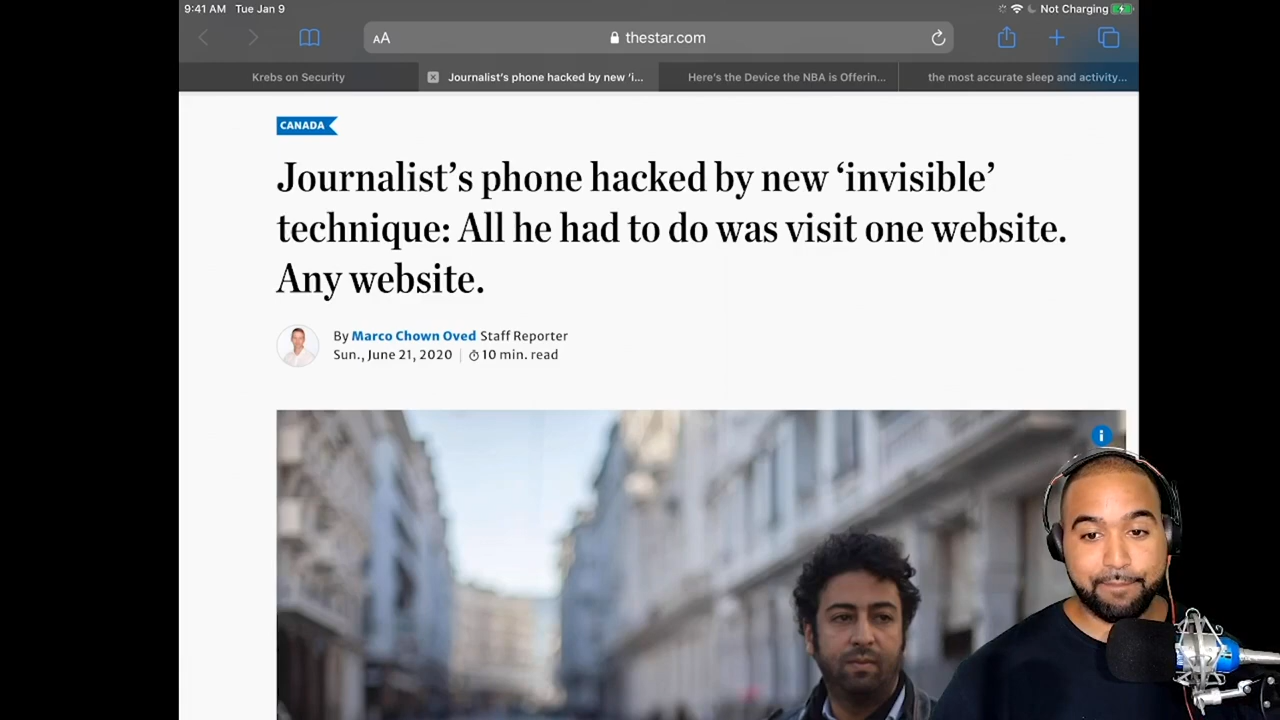 9:41 AM Tue Jan 9
Not Charging
AA
thestar.com
Krebs on Security
Journalist's phone hacked by new 'i...
Here's the Device the NBA is Offerin...
the most accurate sleep and activity...
CANADA
Journalist's phone hacked by new 'invisible'
technique: All he had to do was visit one website.
Any website.
By Marco Chown Oved Staff Reporter
Sun., June 21, 2020 | 10 min. read
i